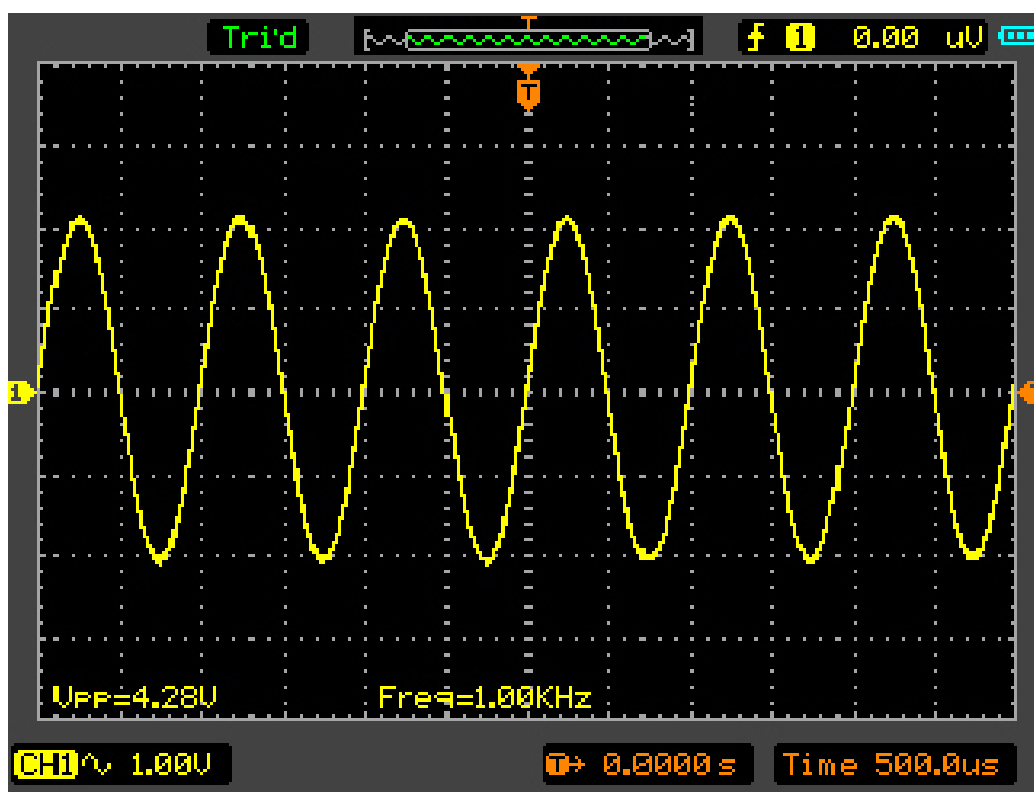 Tri'd T 1 0.00 uV
T
1
Vpp=4.28V Freq=1.00KHz
CH1 1.00V T 0.0000s Time 500.0us